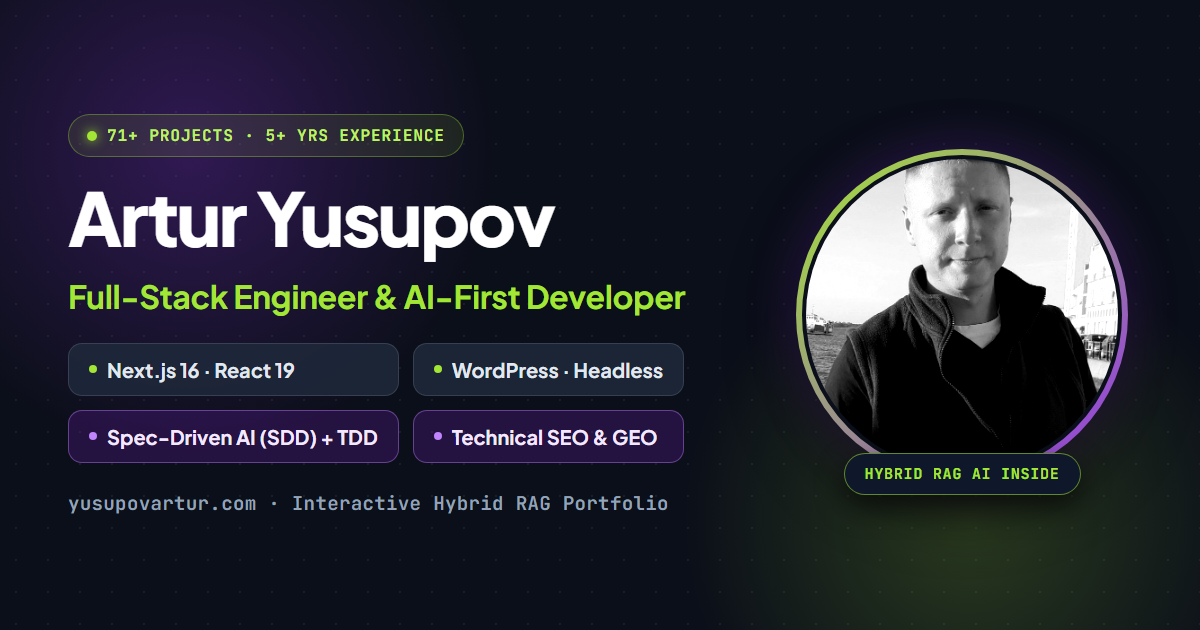 71+ PROJECTS · 5+ YRS EXPERIENCE
Artur Yusupov
Full-Stack Engineer & AI-First Developer
Next.js 16 · React 19
WordPress · Headless
Spec-Driven AI (SDD) + TDD
Technical SEO & GEO
yusupovartur.com · Interactive Hybrid RAG Portfolio
HYBRID RAG AI INSIDE